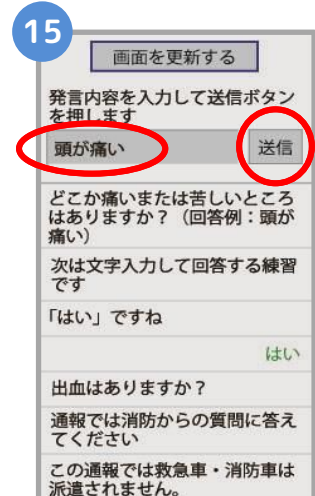 15
画面を更新する
発言内容を入力して送信ボタン
を押します
頭が痛い
送信
どこか痛いまたは苦しいところ
はありますか?（回答例：頭が
痛い）
次は文字入力して回答する練習
です
「はい」ですね
はい
出血はありますか?
通報では消防からの質問に答え
てください
この通報では救急車・消防車は
派遣されません。